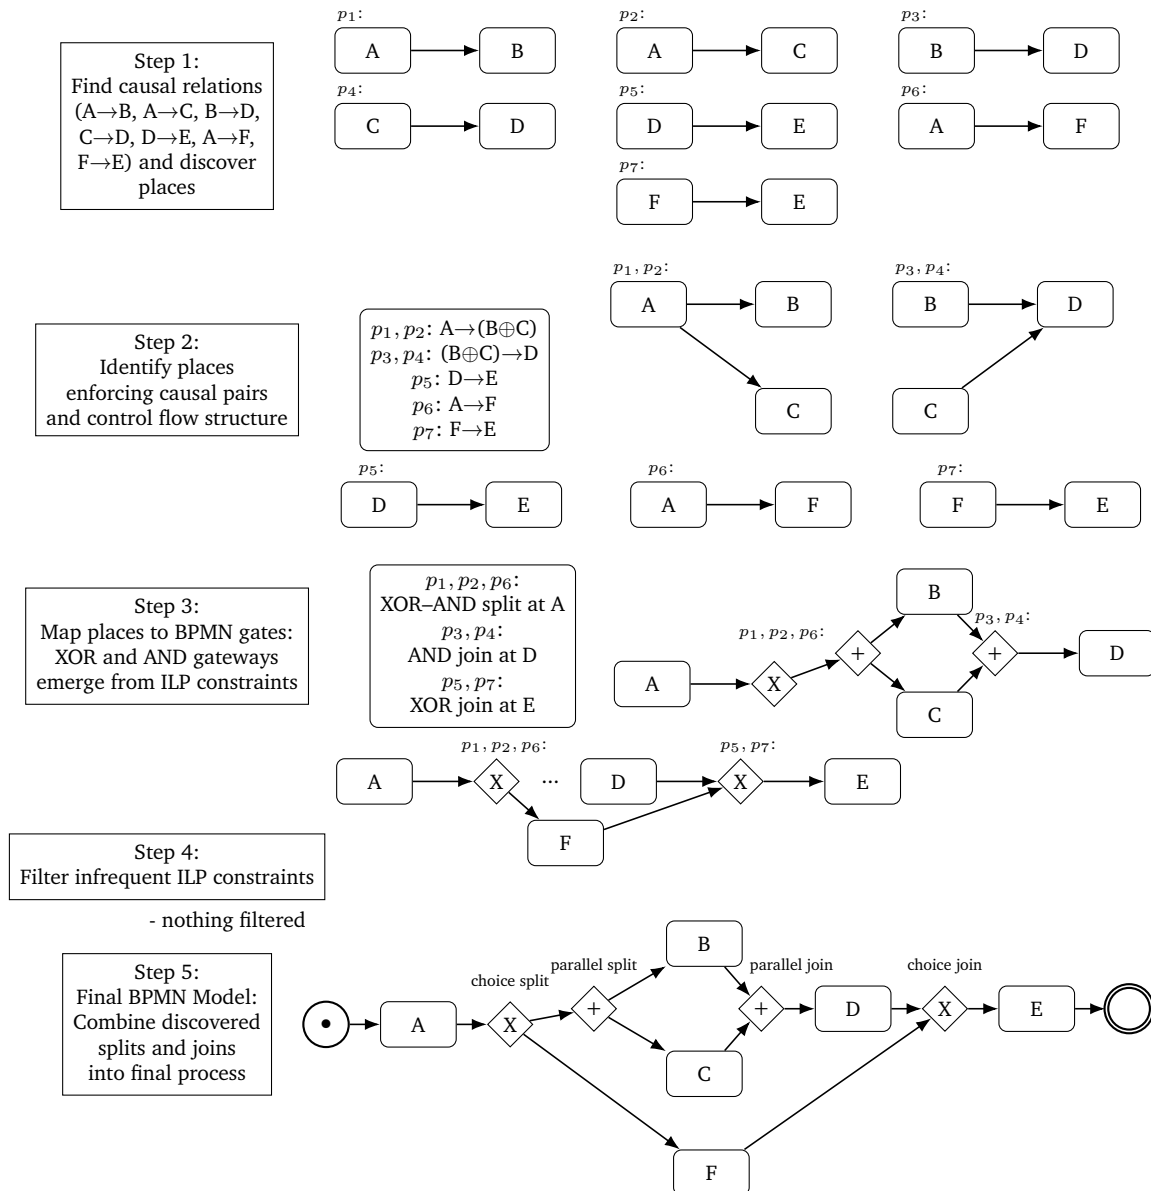 Step 1:
Find causal relations
(A→B, A→C, B→D,
C→D, D→E, A→F,
F→E) and discover
places
p₁:
A
B
p₂:
A
C
p₃:
B
D
p₄:
C
D
p₅:
D
E
p₆:
A
F
p₇:
F
E
Step 2:
Identify places
enforcing causal pairs
and control flow structure
p₁, p₂: A→(B⊕C)
p₃, p₄: (B⊕C)→D
p₅: D→E
p₆: A→F
p₇: F→E
p₁, p₂:
A
B
C
p₃, p₄:
B
D
C
p₅:
D
E
p₆:
A
F
p₇:
F
E
Step 3:
Map places to BPMN gates:
XOR and AND gateways
emerge from ILP constraints
p₁, p₂, p₆:
XOR–AND split at A
p₃, p₄:
AND join at D
p₅, p₇:
XOR join at E
A
p₁, p₂, p₆:
X
+
B
C
p₃, p₄:
+
D
A
p₁, p₂, p₆:
X
...
D
F
p₅, p₇:
X
E
Step 4:
Filter infrequent ILP constraints
- nothing filtered
Step 5:
Final BPMN Model:
Combine discovered
splits and joins
into final process
A
choice split
X
parallel split
+
B
C
parallel join
+
D
choice join
X
E
F